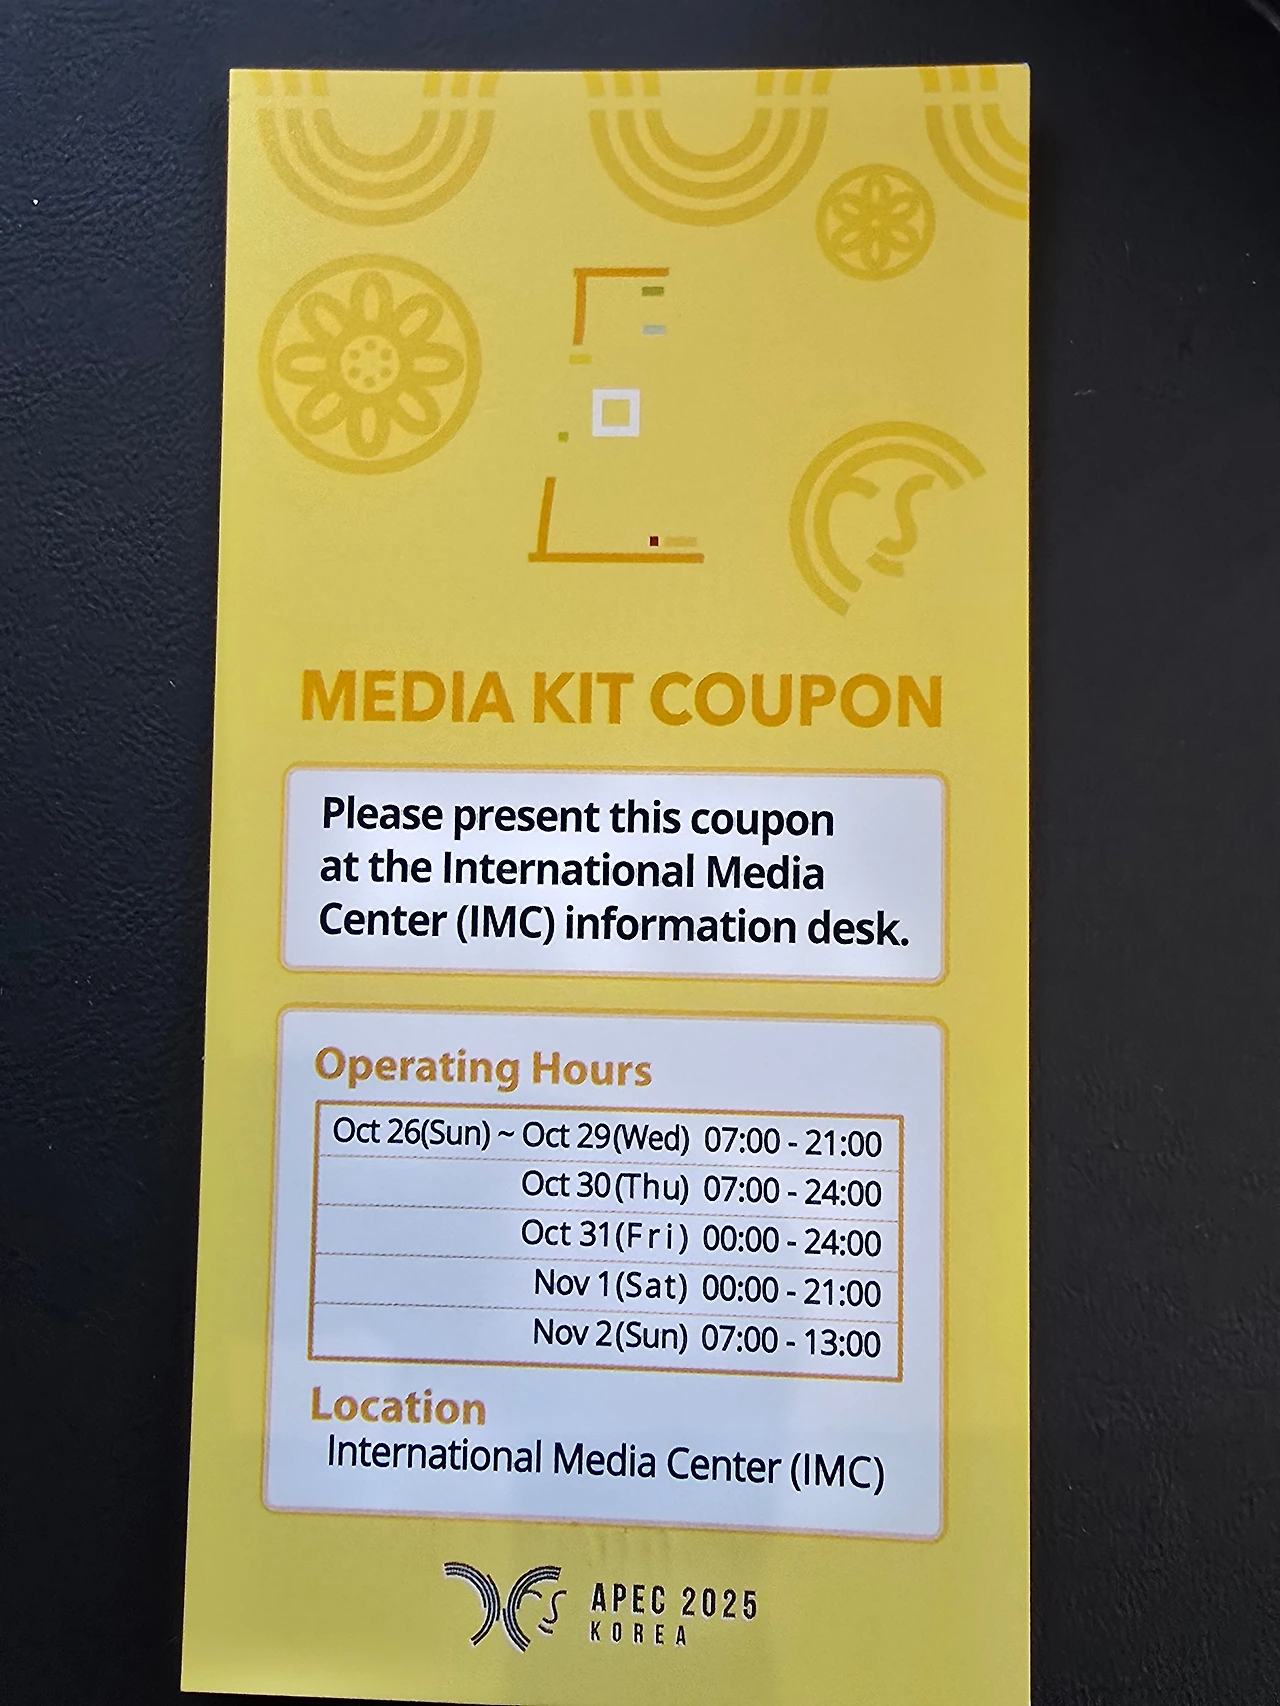 MEDIA KIT COUPON
Please present this coupon
at the International Media
Center (IMC) information desk.
Operating Hours
Oct 26(Sun) ~ Oct 29(Wed) 07:00 - 21:00
Oct 30(Thu) 07:00 - 24:00
Oct 31(Fri) 00:00 - 24:00
Nov 1(Sat) 00:00 - 21:00
Nov 2(Sun) 07:00 - 13:00
Location
International Media Center (IMC)
APEC 2025
KOREA